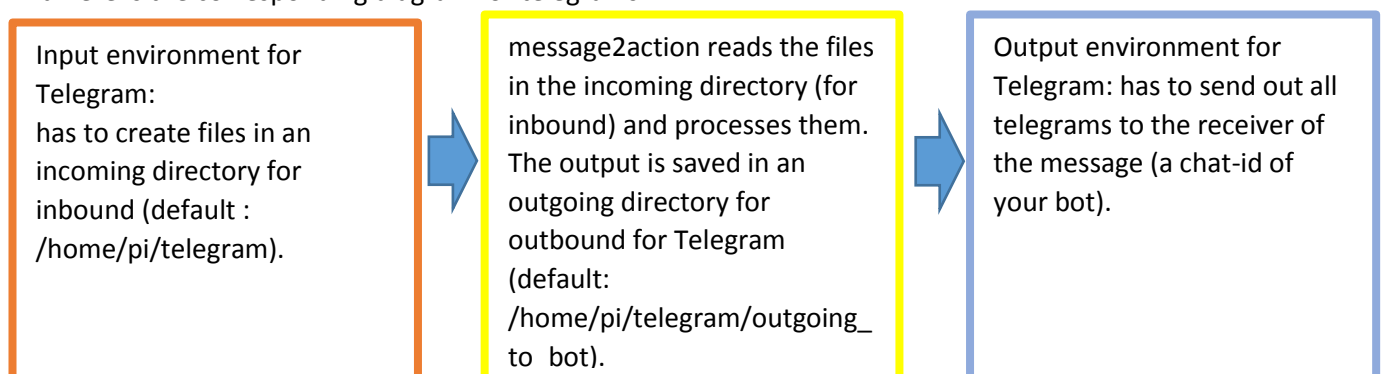 Input environment for
Telegram:
has to create files in an
incoming directory for
inbound (default :
/home/pi/telegram).
message2action reads the files
in the incoming directory (for
inbound) and processes them.
The output is saved in an
outgoing directory for
outbound for Telegram
(default:
/home/pi/telegram/outgoing_
to_bot).
Output environment for
Telegram: has to send out all
telegrams to the receiver of
the message (a chat-id of
your bot).